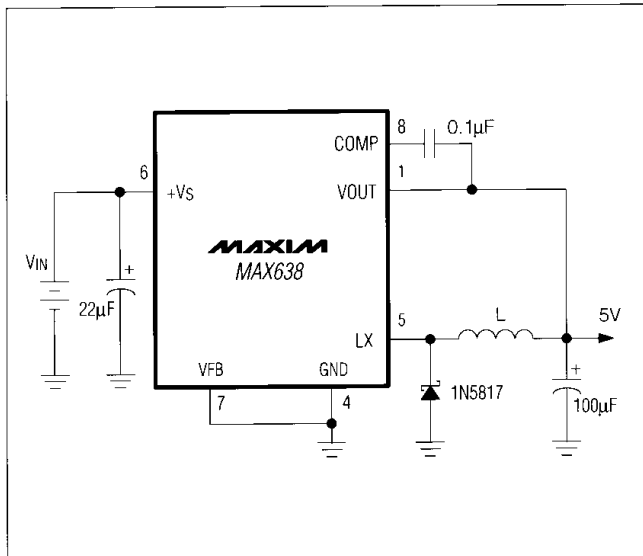 8
0.1µF
COMP
1
6
+VS
VOUT
VIN
+
MAXIM
MAX638
22µF
5
L
5V
LX
+
VFB
GND
1N5817
100µF
7
4